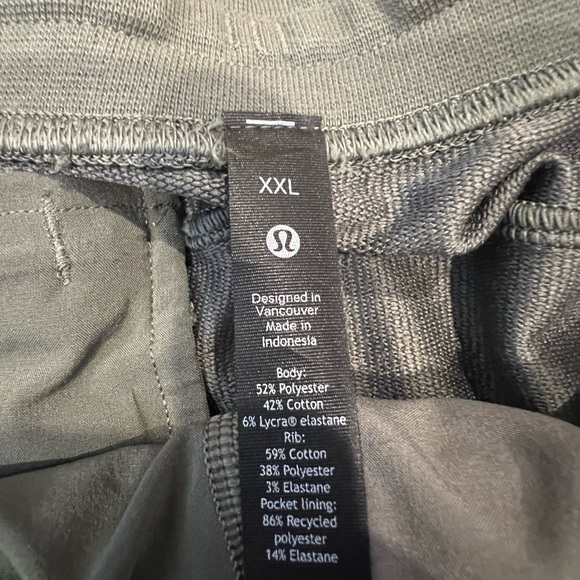 XXL
Designed in
Vancouver
Made in
Indonesia
Body:
52% Polyester
42% Cotton
6% Lycra® elastane
Rib:
59% Cotton
38% Polyester
3% Elastane
Pocket lining:
86% Recycled
polyester
14% Elastane